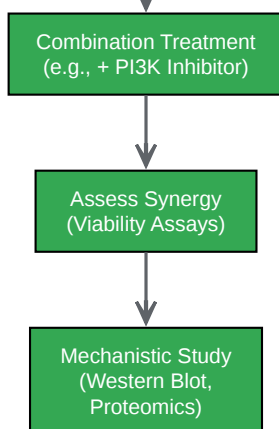 Combination Treatment
(e.g., + PI3K Inhibitor)
Assess Synergy
(Viability Assays)
Mechanistic Study
(Western Blot,
Proteomics)